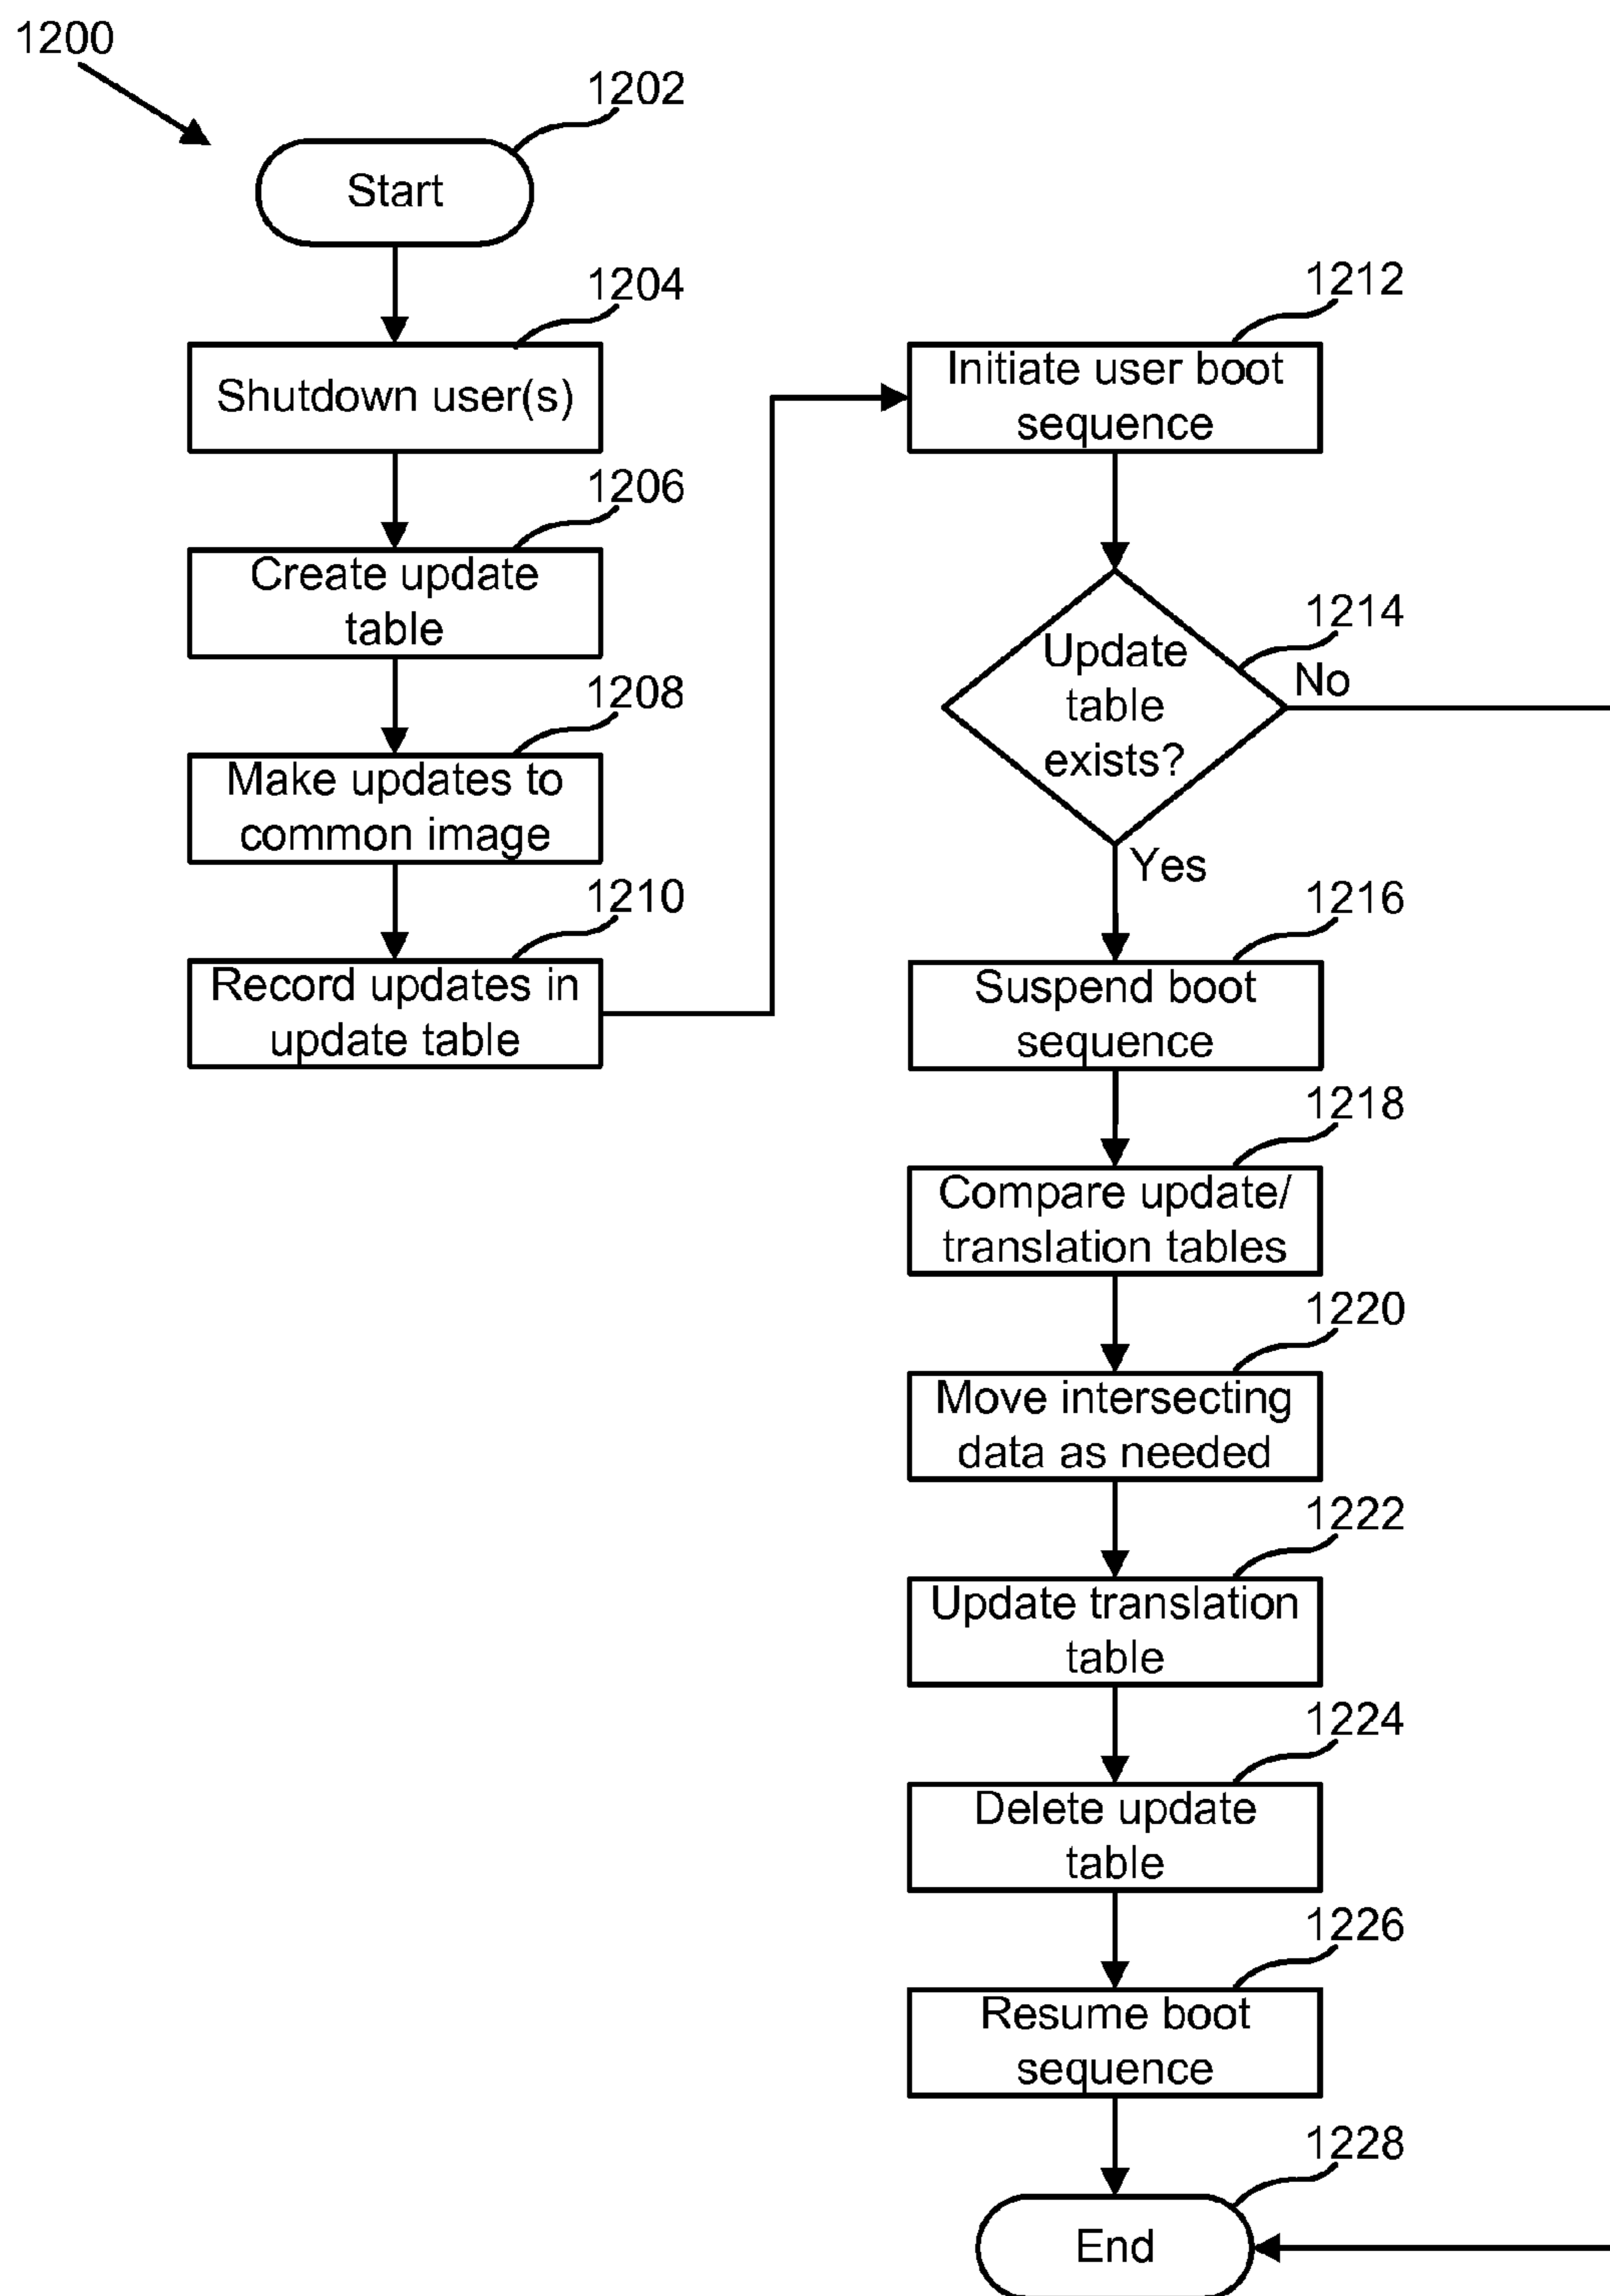 1200
1202
Start
1204
Shutdown user(s)
1206
Create update
table
1208
Make updates to
common image
1210
Record updates in
update table
1212
Initiate user boot
sequence
1214
Update
table
exists?
No
Yes
1216
Suspend boot
sequence
1218
Compare update/
translation tables
1220
Move intersecting
data as needed
1222
Update translation
table
1224
Delete update
table
1226
Resume boot
sequence
1228
End